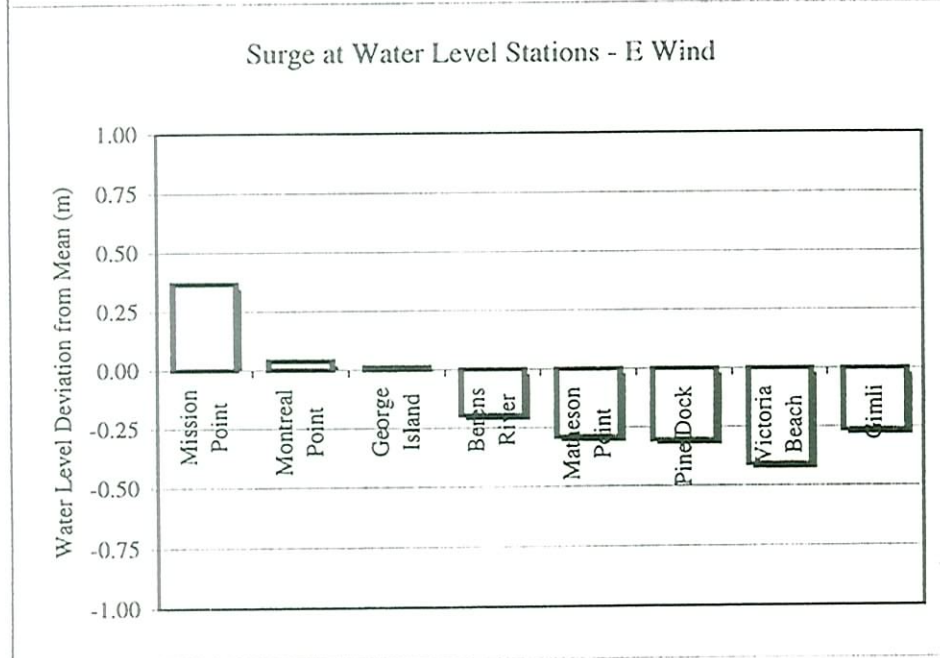 Surge at Water Level Stations - E Wind
Water Level Deviation from Mean (m)
1.00
0.75
0.50
0.25
0.00
-0.25
-0.50
-0.75
-1.00
Mission
Point
Montreal
Point
George
Island
Berens
River
Matheson
Point
Pine Dock
Victoria
Beach
Gimli